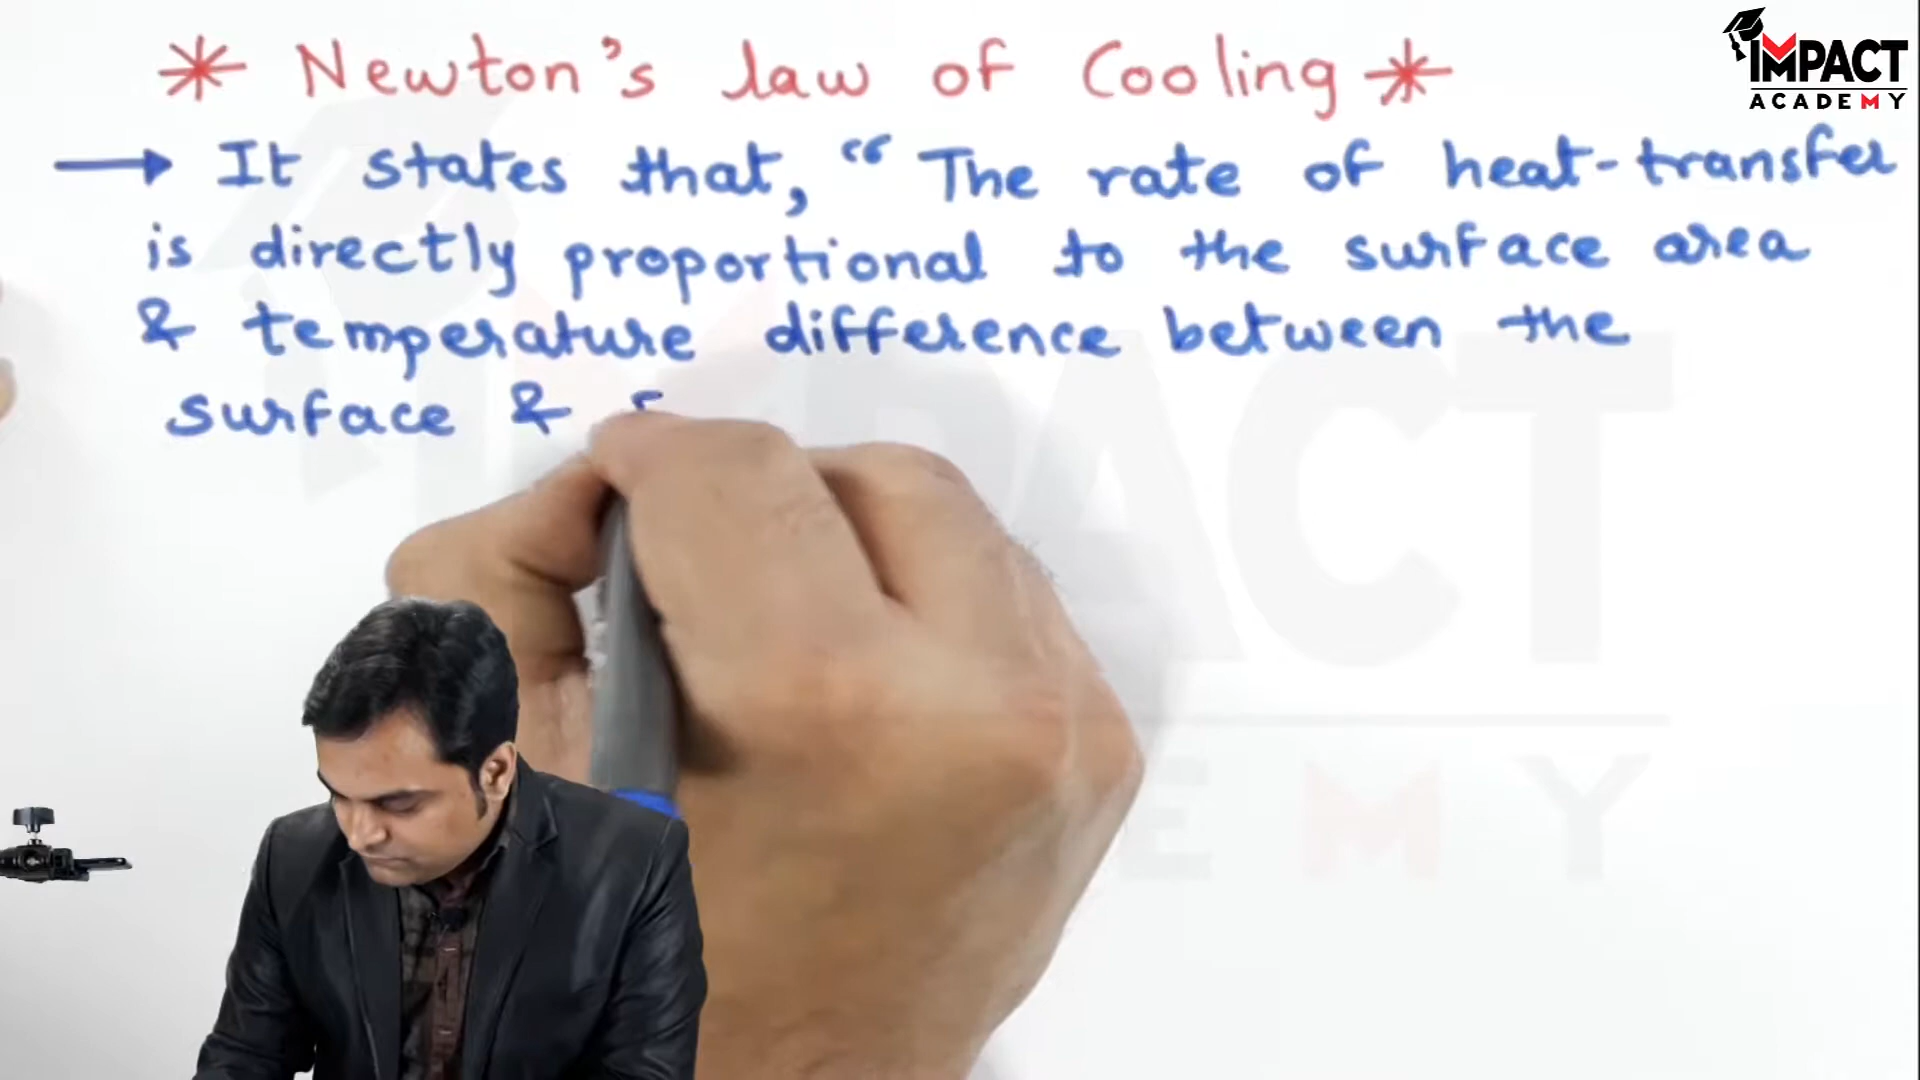 * Newton's law of Cooling *
IMPACT
ACADEMY
→ It states that, “ The rate of heat-transfer
is directly proportional to the surface area
& temperature difference between the
surface &